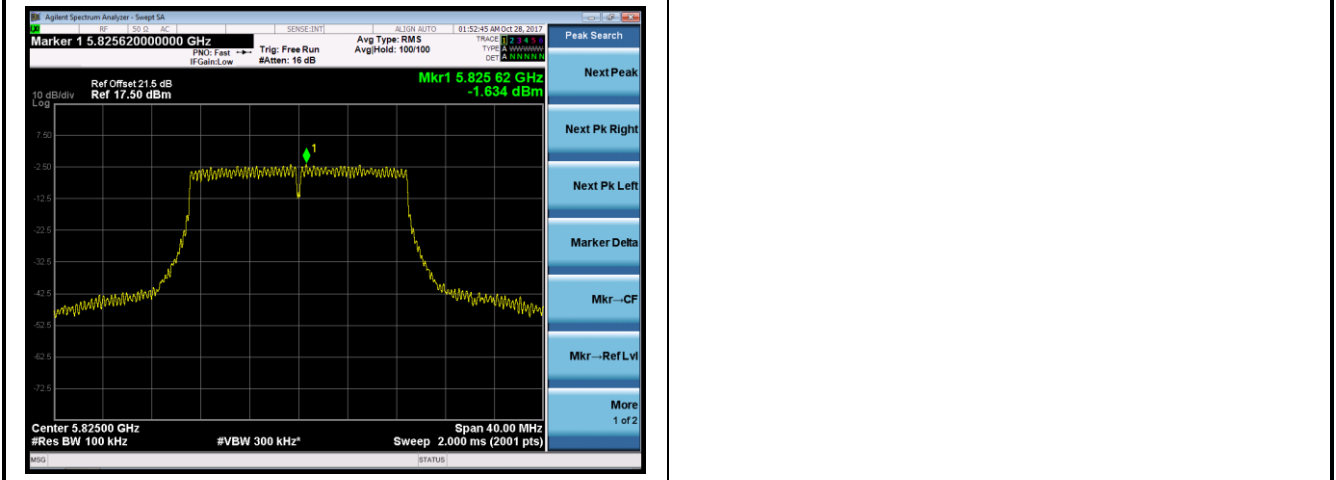 Agilent Spectrum Analyzer - Swept SA
RF 50 Ω AC SENSE:INT ALIGN AUTO 01:52:45 AM Oct 28, 2017
Marker 1 5.825620000000 GHz
PNO: Fast
IFGain:Low
Trig: Free Run
#Atten: 16 dB
Avg Type: RMS
Avg|Hold: 100/100
TRACE 1 2 3 4 5 6
TYPE A WWWWW
DET A N N N N N
Peak Search
Mkr1 5.825 62 GHz
-1.634 dBm
Ref Offset 21.5 dB
10 dB/div Ref 17.50 dBm
Log
1
7.50
-2.50
-12.5
-22.5
-32.5
-42.5
-52.5
-62.5
-72.5
Center 5.82500 GHz Span 40.00 MHz
#Res BW 100 kHz #VBW 300 kHz* Sweep 2.000 ms (2001 pts)
MSG STATUS
Next Peak
Next Pk Right
Next Pk Left
Marker Delta
Mkr→CF
Mkr→Ref Lvl
More
1 of 2